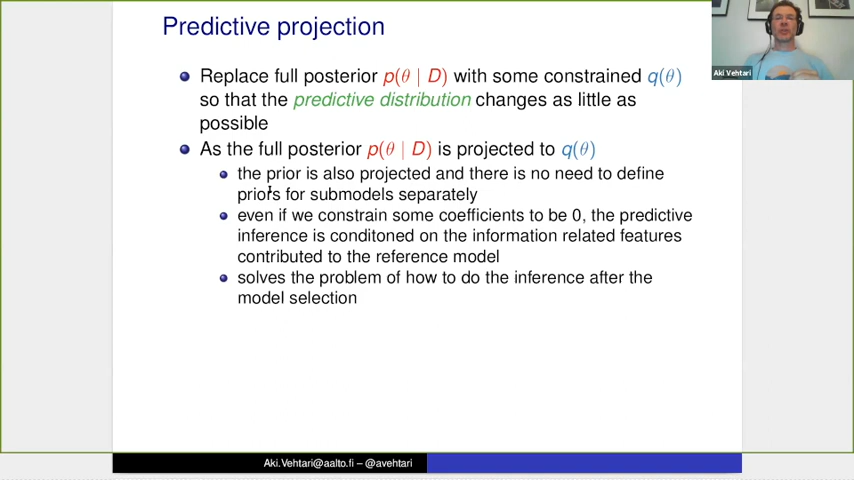 Predictive projection
Replace full posterior p(θ | D) with some constrained q(θ)
so that the predictive distribution changes as little as
possible
As the full posterior p(θ | D) is projected to q(θ)
the prior is also projected and there is no need to define
priors for submodels separately
even if we constrain some coefficients to be 0, the predictive
inference is conditoned on the information related features
contributed to the reference model
solves the problem of how to do the inference after the
model selection
Aki Vehtari
Aki.Vehtari@aalto.fi – @avehtari